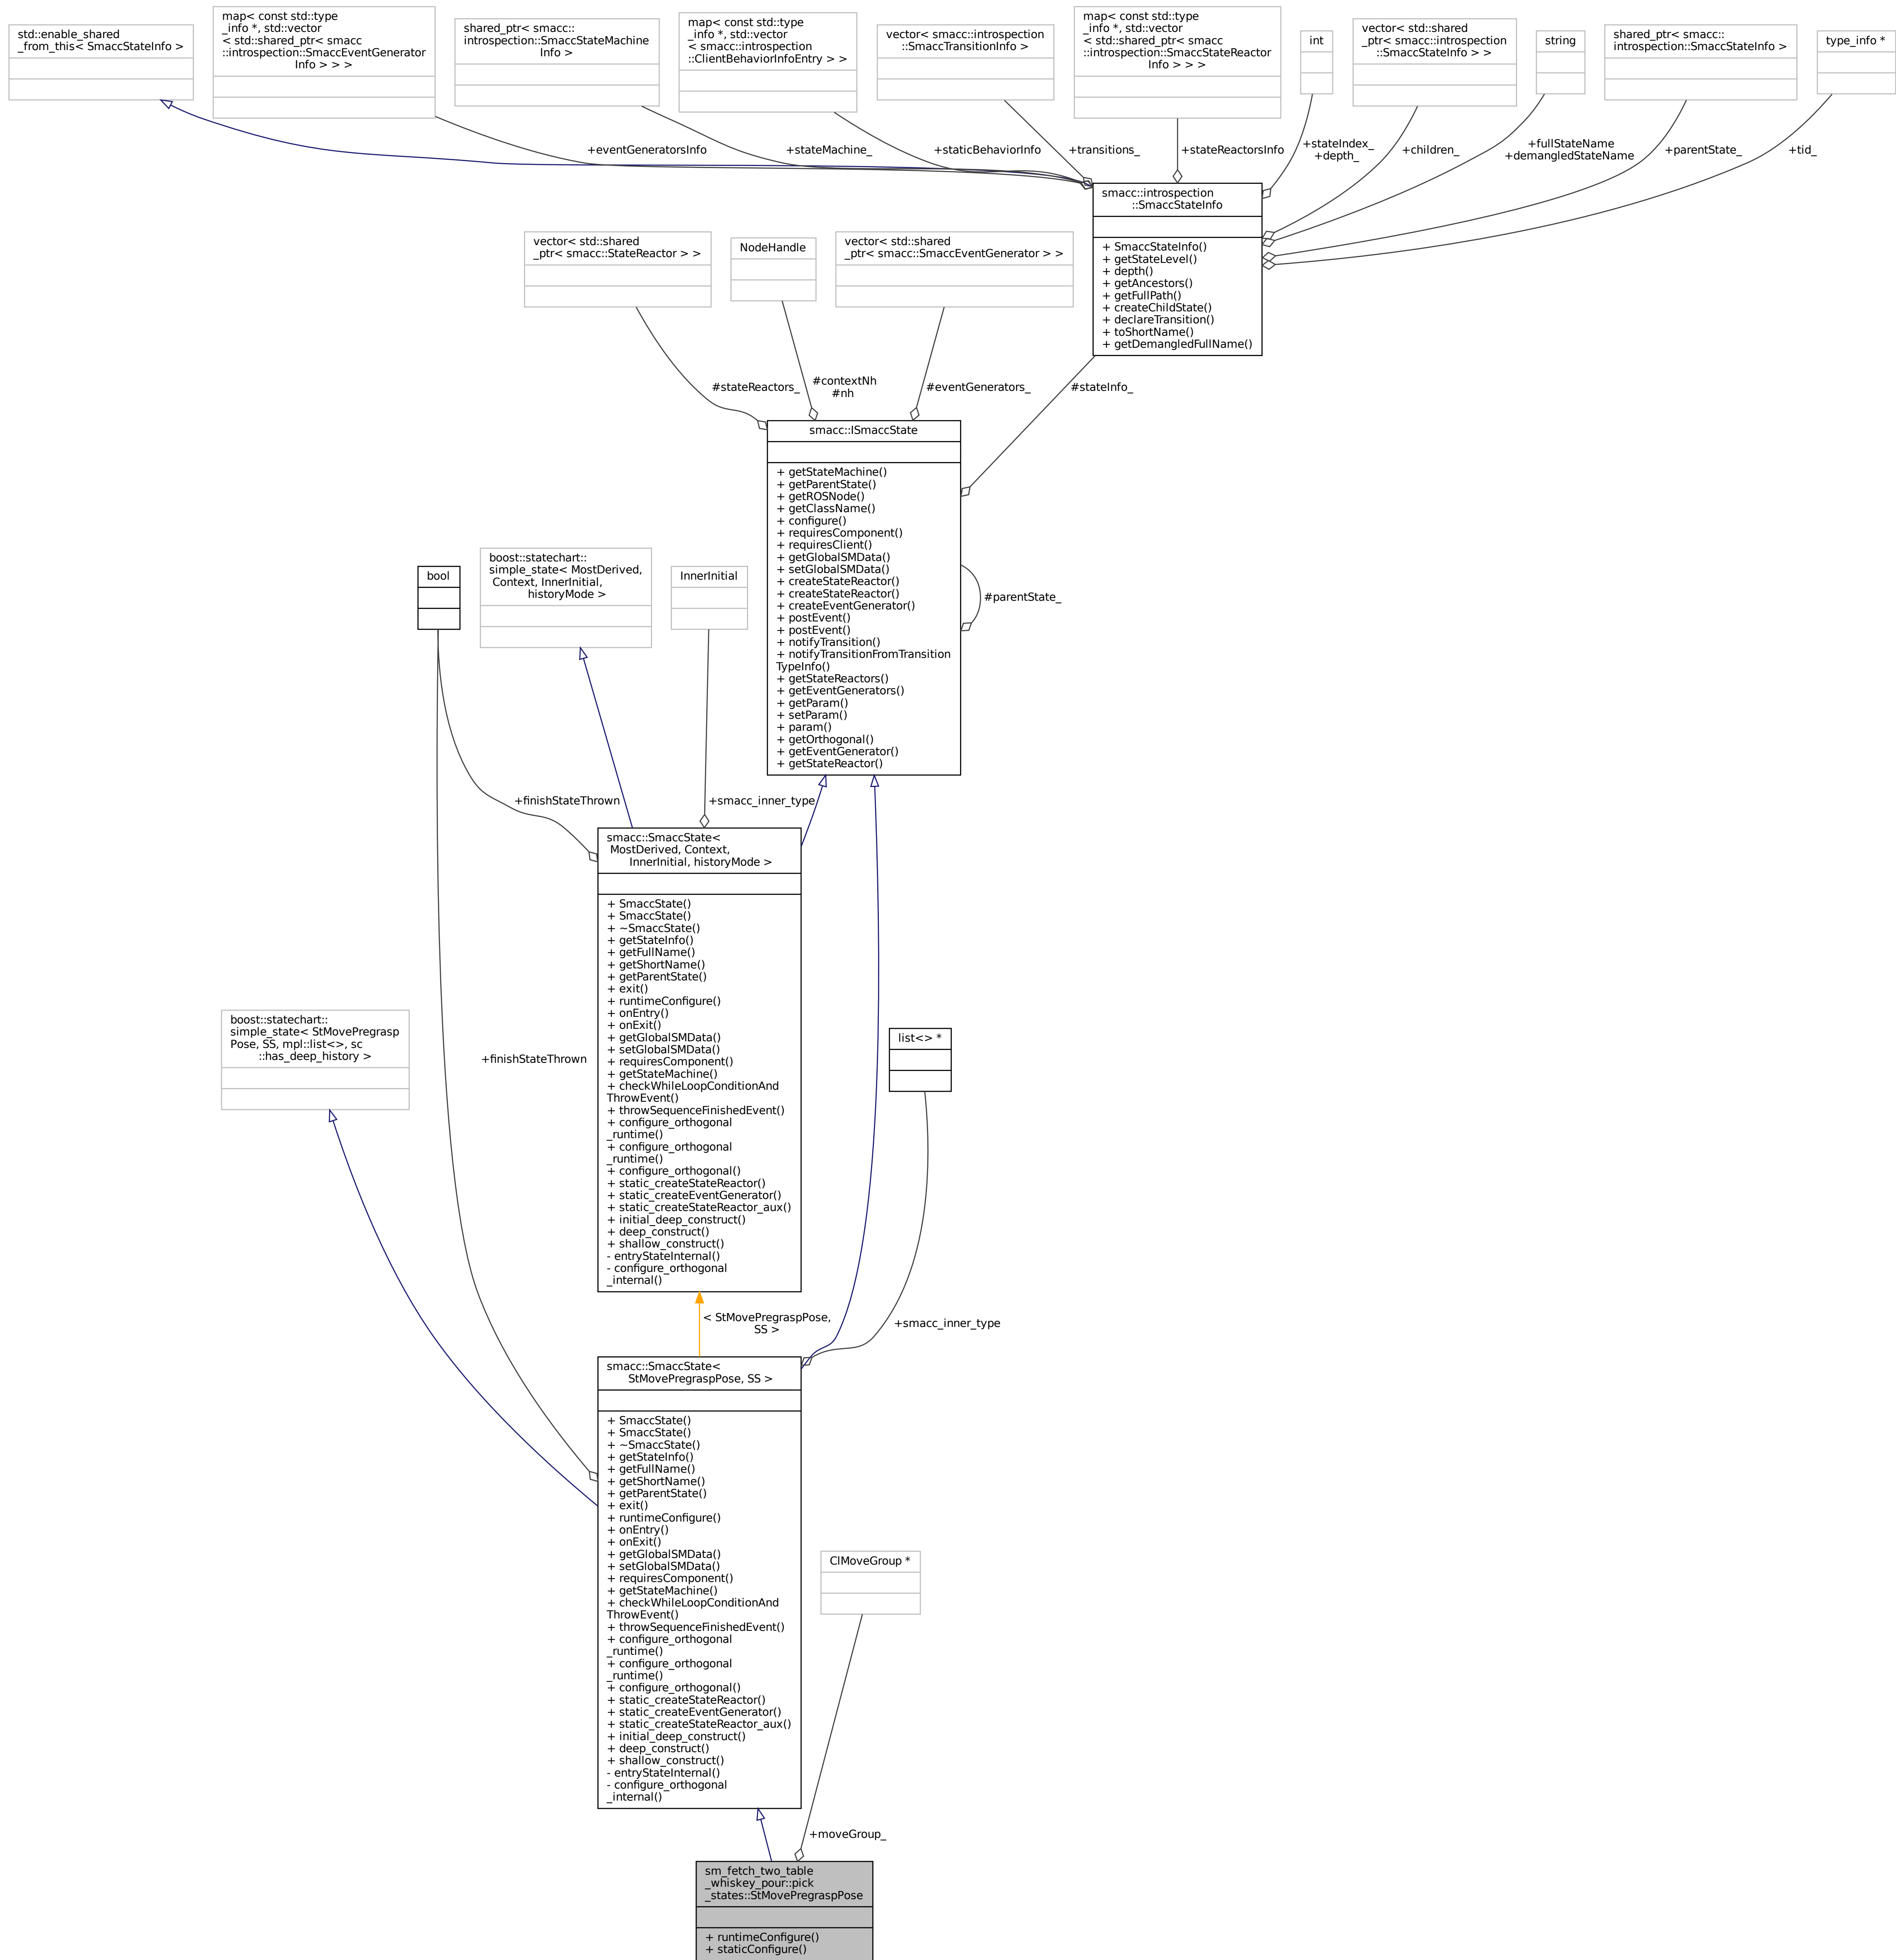 std::enable_shared
_from_this< SmaccStateInfo >
map< const std::type
_info *, std::vector
< std::shared_ptr< smacc
::introspection::SmaccEventGenerator
Info > > >
shared_ptr< smacc::
introspection::SmaccStateMachine
Info >
map< const std::type
_info *, std::vector
< smacc::introspection
::ClientBehaviorInfoEntry > >
vector< smacc::introspection
::SmaccTransitionInfo >
map< const std::type
_info *, std::vector
< std::shared_ptr< smacc
::introspection::SmaccStateReactor
Info > > >
int
vector< std::shared
_ptr< smacc::introspection
::SmaccStateInfo > >
string
shared_ptr< smacc::
introspection::SmaccStateInfo >
type_info *
+eventGeneratorsInfo
+stateMachine_
+staticBehaviorInfo
+transitions_
+stateReactorsInfo
+stateIndex_
+depth_
+children_
+fullStateName
+demangledStateName
+parentState_
+tid_
smacc::introspection
::SmaccStateInfo
+ SmaccStateInfo()
+ getStateLevel()
+ depth()
+ getAncestors()
+ getFullPath()
+ createChildState()
+ declareTransition()
+ toShortName()
+ getDemangledFullName()
vector< std::shared
_ptr< smacc::StateReactor > >
NodeHandle
vector< std::shared
_ptr< smacc::SmaccEventGenerator > >
#stateReactors_
#contextNh
#nh
#eventGenerators_
#stateInfo_
smacc::ISmaccState
+ getStateMachine()
+ getParentState()
+ getROSNode()
+ getClassName()
+ configure()
+ requiresComponent()
+ requiresClient()
+ getGlobalSMData()
+ setGlobalSMData()
+ createStateReactor()
+ createStateReactor()
+ createEventGenerator()
+ postEvent()
+ postEvent()
+ notifyTransition()
+ notifyTransitionFromTransition
TypeInfo()
+ getStateReactors()
+ getEventGenerators()
+ getParam()
+ setParam()
+ param()
+ getOrthogonal()
+ getEventGenerator()
+ getStateReactor()
#parentState_
bool
boost::statechart::
simple_state< MostDerived,
Context, InnerInitial,
historyMode >
InnerInitial
+finishStateThrown
+smacc_inner_type
smacc::SmaccState<
MostDerived, Context,
InnerInitial, historyMode >
+ SmaccState()
+ SmaccState()
+ ~SmaccState()
+ getStateInfo()
+ getFullName()
+ getShortName()
+ getParentState()
+ exit()
+ runtimeConfigure()
+ onEntry()
+ onExit()
+ getGlobalSMData()
+ setGlobalSMData()
+ requiresComponent()
+ getStateMachine()
+ checkWhileLoopConditionAnd
ThrowEvent()
+ throwSequenceFinishedEvent()
+ configure_orthogonal
_runtime()
+ configure_orthogonal
_runtime()
+ configure_orthogonal()
+ static_createStateReactor()
+ static_createEventGenerator()
+ static_createStateReactor_aux()
+ initial_deep_construct()
+ deep_construct()
+ shallow_construct()
- entryStateInternal()
- configure_orthogonal
_internal()
boost::statechart::
simple_state< StMovePregrasp
Pose, SS, mpl::list<>, sc
::has_deep_history >
+finishStateThrown
list<> *
< StMovePregraspPose,
SS >
+smacc_inner_type
smacc::SmaccState<
StMovePregraspPose, SS >
+ SmaccState()
+ SmaccState()
+ ~SmaccState()
+ getStateInfo()
+ getFullName()
+ getShortName()
+ getParentState()
+ exit()
+ runtimeConfigure()
+ onEntry()
+ onExit()
+ getGlobalSMData()
+ setGlobalSMData()
+ requiresComponent()
+ getStateMachine()
+ checkWhileLoopConditionAnd
ThrowEvent()
+ throwSequenceFinishedEvent()
+ configure_orthogonal
_runtime()
+ configure_orthogonal
_runtime()
+ configure_orthogonal()
+ static_createStateReactor()
+ static_createEventGenerator()
+ static_createStateReactor_aux()
+ initial_deep_construct()
+ deep_construct()
+ shallow_construct()
- entryStateInternal()
- configure_orthogonal
_internal()
ClMoveGroup *
+moveGroup_
sm_fetch_two_table
_whiskey_pour::pick
_states::StMovePregraspPose
+ runtimeConfigure()
+ staticConfigure()